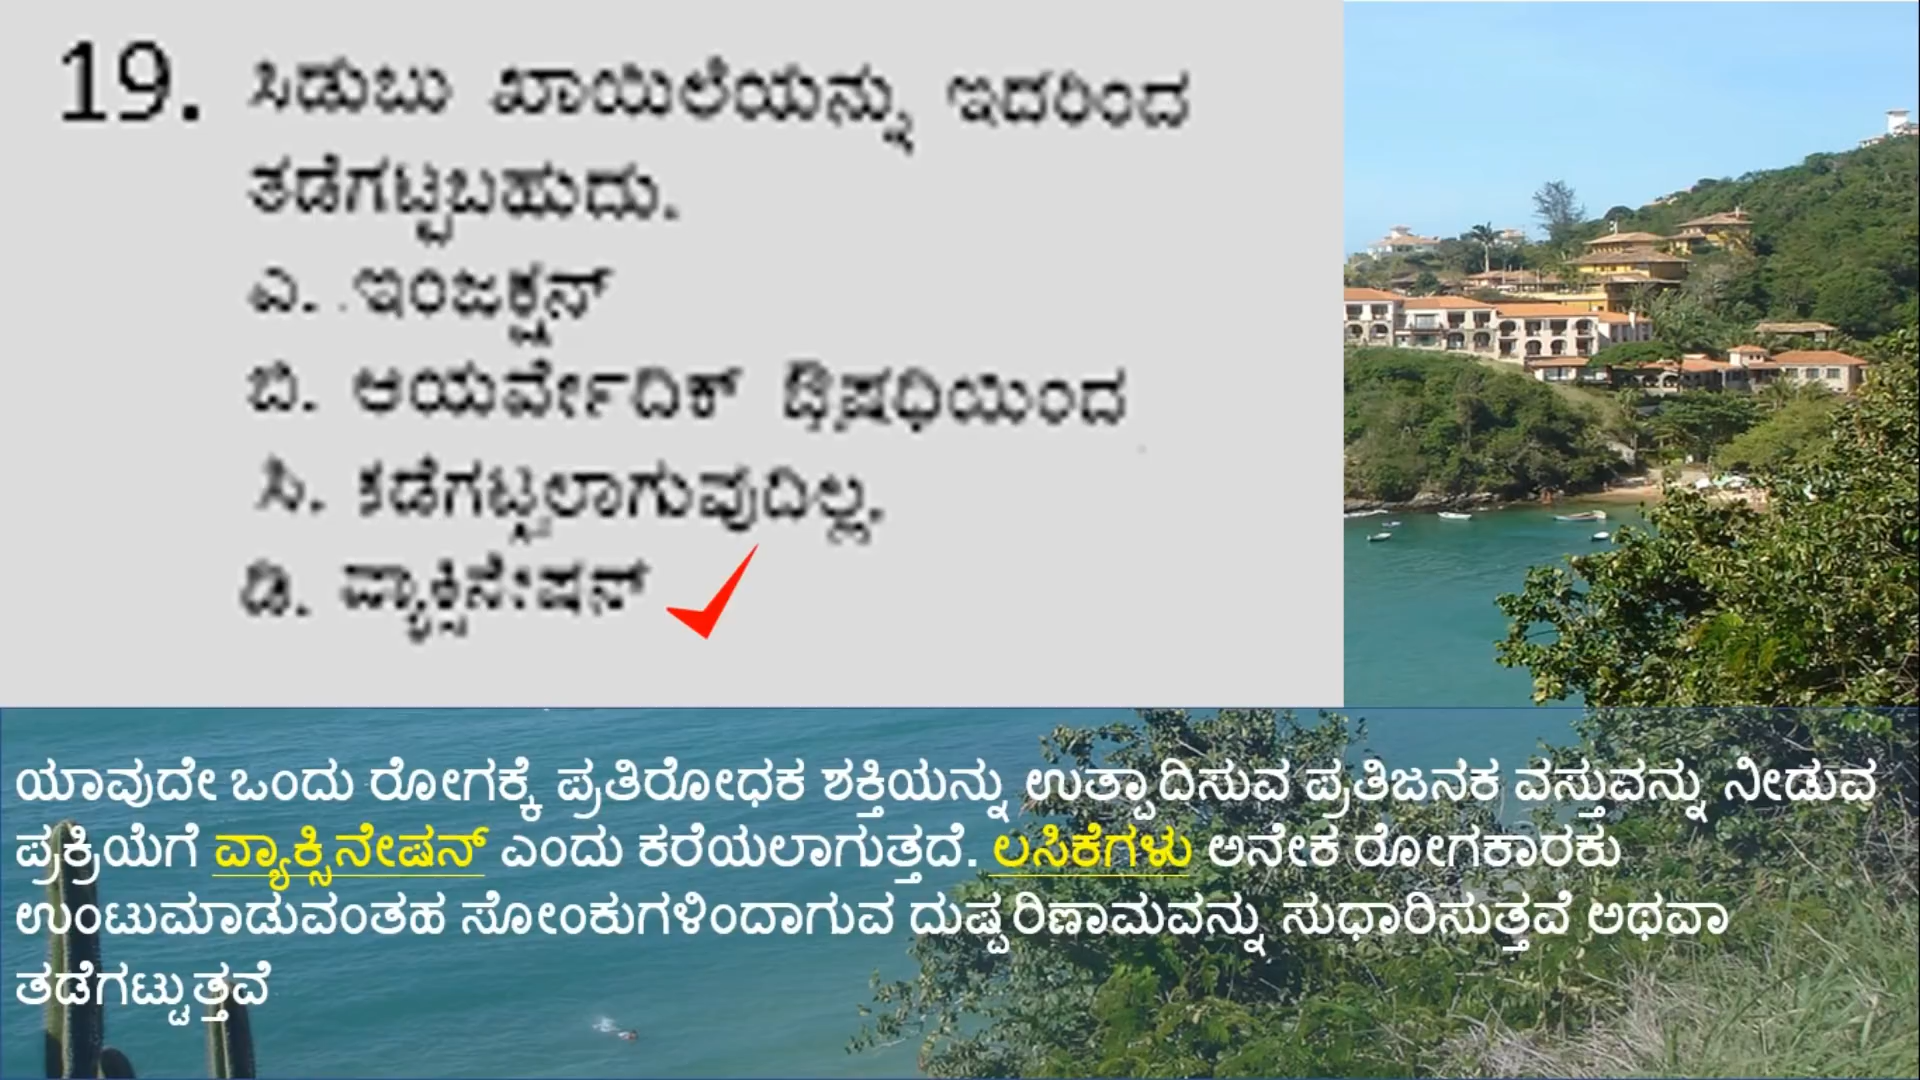 19. ಸಿಡುಬು ಖಾಯಿಲೆಯನ್ನು ಇದರಿಂದ
ತಡೆಗಟ್ಟಬಹುದು.
ಎ. ಇಂಜಕ್ಷನ್
ಬಿ. ಆಯರ್ವೇದಿಕ್ ಔಷಧಿಯಿಂದ
ಸಿ. ತಡೆಗಟ್ಟಲಾಗುವುದಿಲ್ಲ.
ಡಿ. ವ್ಯಾಕ್ಸಿನೇಷನ್
ಯಾವುದೇ ಒಂದು ರೋಗಕ್ಕೆ ಪ್ರತಿರೋಧಕ ಶಕ್ತಿಯನ್ನು ಉತ್ಪಾದಿಸುವ ಪ್ರತಿಜನಕ ವಸ್ತುವನ್ನು ನೀಡುವ
ಪ್ರಕ್ರಿಯೆಗೆ ವ್ಯಾಕ್ಸಿನೇಷನ್ ಎಂದು ಕರೆಯಲಾಗುತ್ತದೆ. ಲಸಿಕೆಗಳು ಅನೇಕ ರೋಗಕಾರಕು
ಉಂಟುಮಾಡುವಂತಹ ಸೋಂಕುಗಳಿಂದಾಗುವ ದುಷ್ಪರಿಣಾಮವನ್ನು ಸುಧಾರಿಸುತ್ತವೆ ಅಥವಾ
ತಡೆಗಟ್ಟುತ್ತವೆ